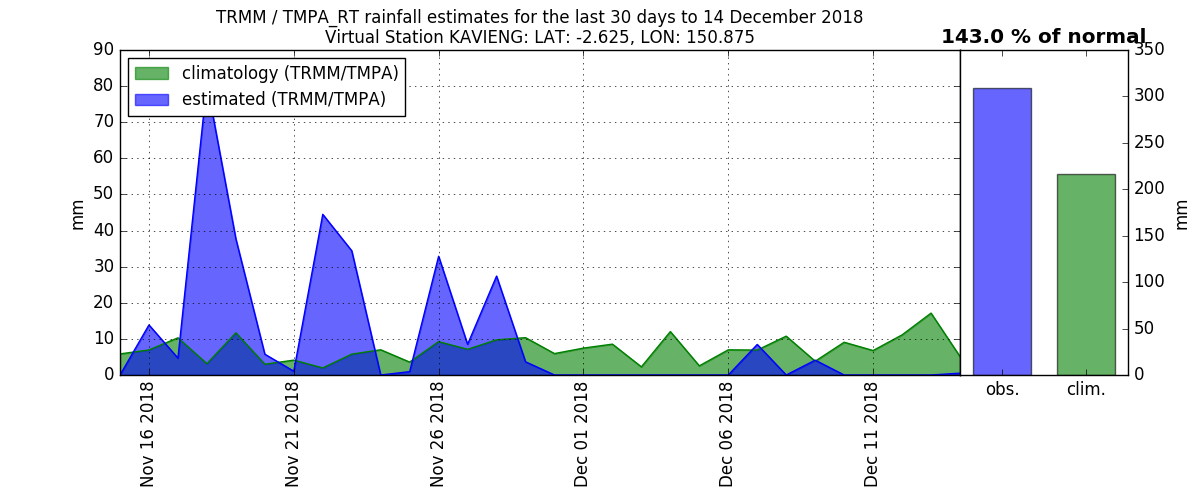 TRMM / TMPA_RT rainfall estimates for the last 30 days to 14 December 2018
Virtual Station KAVIENG: LAT: -2.625, LON: 150.875
143.0 % of normal
climatology (TRMM/TMPA)
estimated (TRMM/TMPA)
90
80
70
60
50
40
30
20
10
0
mm
Nov 16 2018
Nov 21 2018
Nov 26 2018
Dec 01 2018
Dec 06 2018
Dec 11 2018
obs.
clim.
350
300
250
200
150
100
50
0
mm